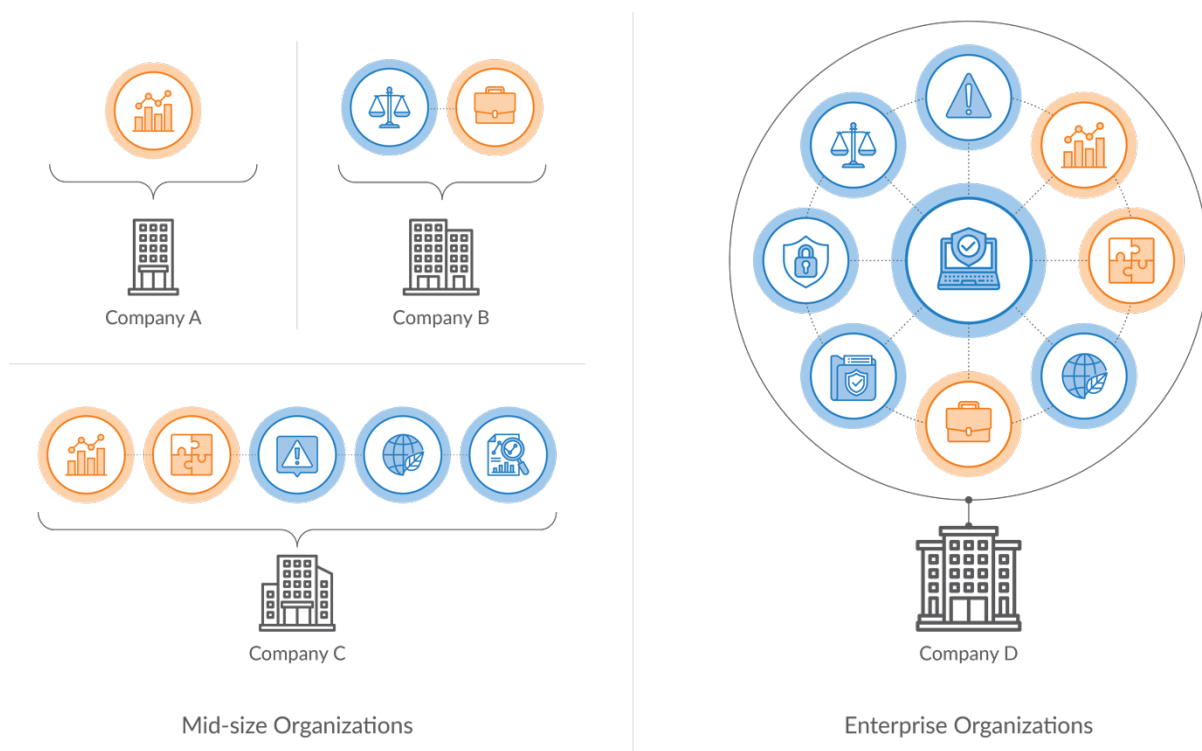 Company A
Company B
Company C
Mid-size Organizations
Company D
Enterprise Organizations